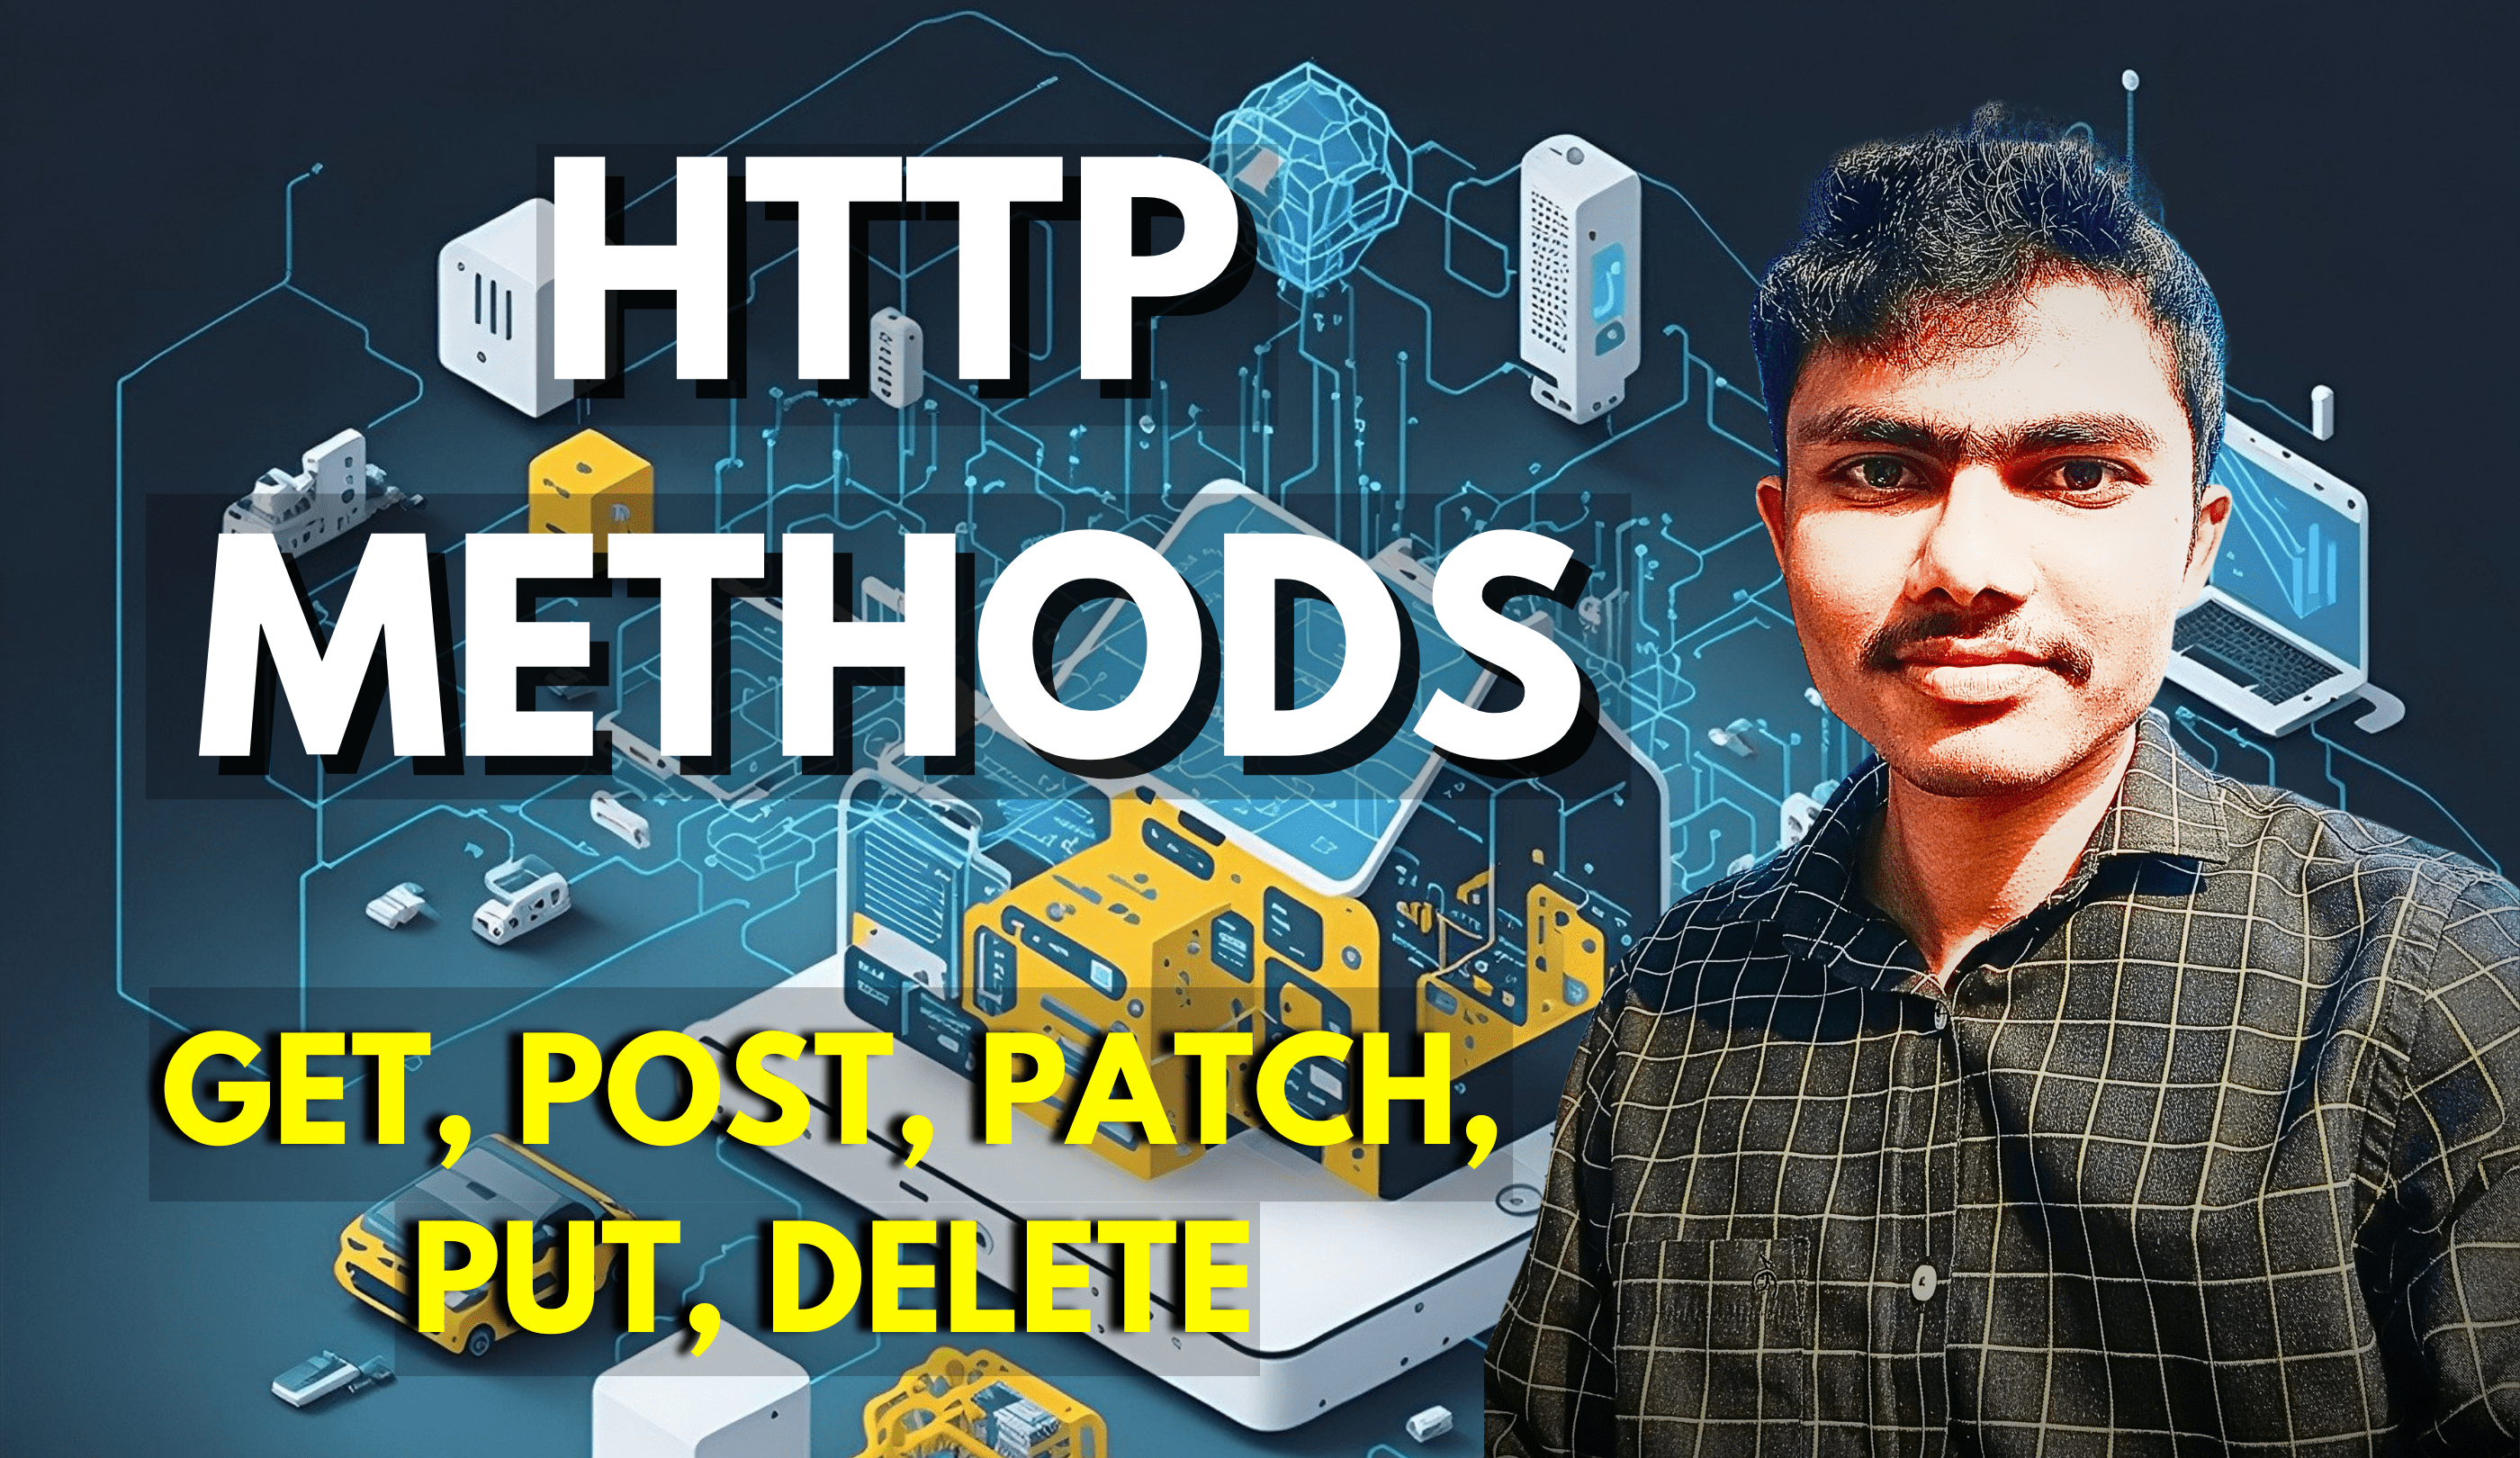 HTTP
METHODS
GET, POST, PATCH,
PUT, DELETE